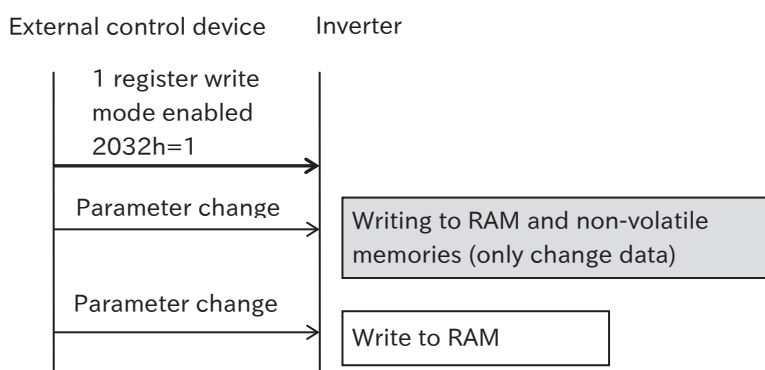 External control device
Inverter
1 register write
mode enabled
2032h=1
Parameter change
Writing to RAM and non-volatile
memories (only change data)
Parameter change
Write to RAM